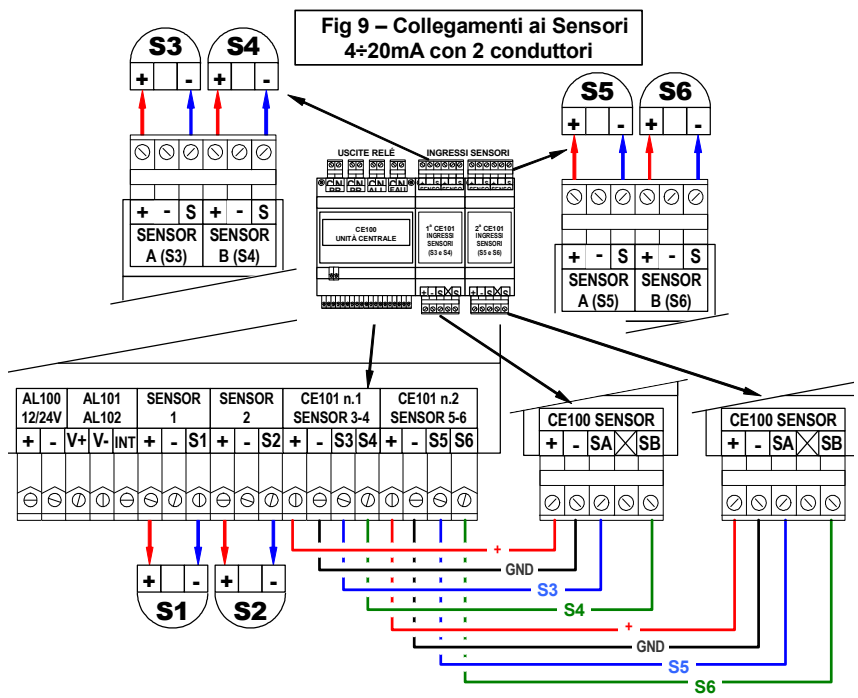 Fig 9 – Collegamenti ai Sensori
4÷20mA con 2 conduttori
S3 S4
+ - + -
+ - S + - S
SENSOR SENSOR
A (S3) B (S4)
S5 S6
+ - + -
+ - S + - S
SENSOR SENSOR
A (S5) B (S6)
USCITE RELÉ INGRESSI SENSORI
CE100
UNITÀ CENTRALE
1° CE101
INGRESSI
SENSORI
(S3 e S4)
2° CE101
INGRESSI
SENSORI
(S5 e S6)
+ - S S
+ - S S
AL100 AL101 SENSOR SENSOR CE101 n.1 CE101 n.2
12/24V AL102 1 2 SENSOR 3-4 SENSOR 5-6
+ - V+ V- INT + - S1 + - S2 + - S3 S4 + - S5 S6
CE100 SENSOR
+ - SA SB
CE100 SENSOR
+ - SA SB
+ - + -
S1 S2
+
GND
S3
S4
+
GND
S5
S6